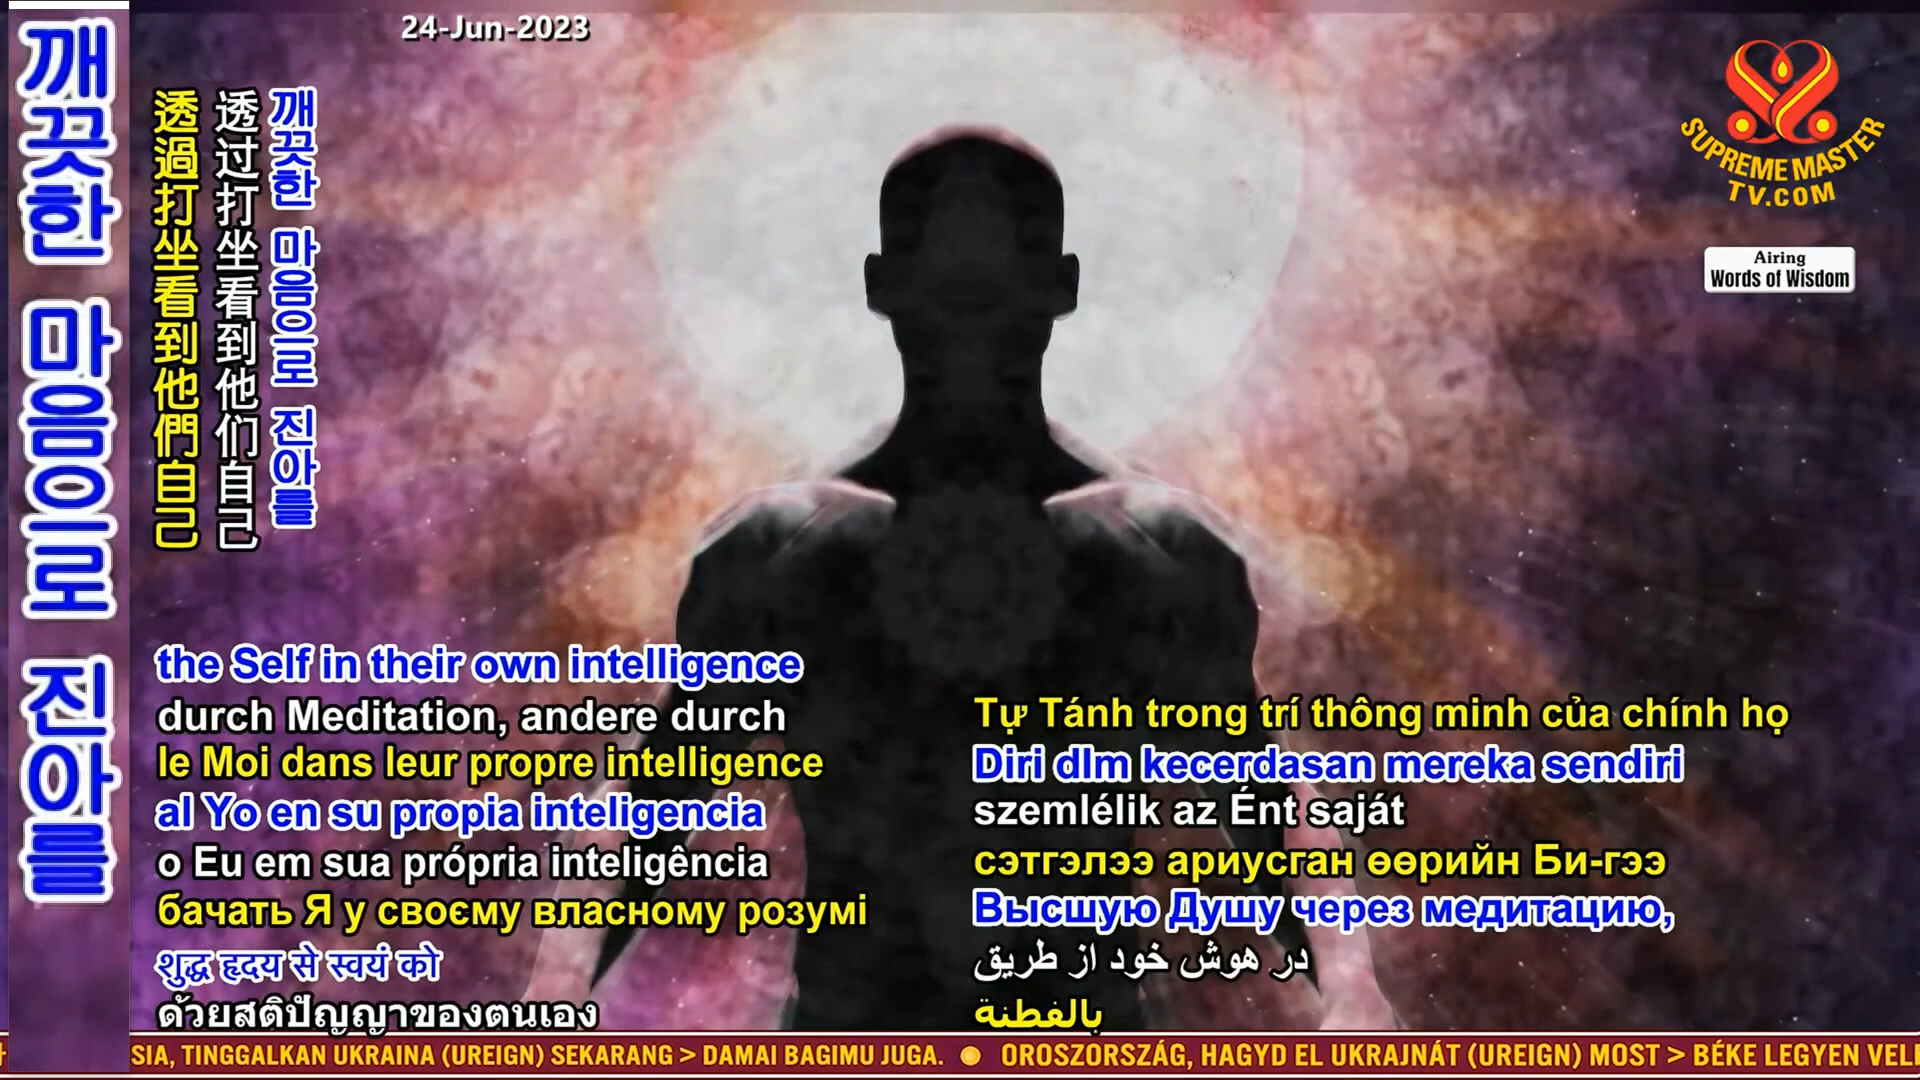 24-Jun-2023
깨끗한 마음으로 진아를
透過打坐看到他們自己
透过打坐看到他们自己
깨끗한 마음으로 진아를
SUPREME MASTER
TV.COM
Airing
Words of Wisdom
the Self in their own intelligence
durch Meditation, andere durch
le Moi dans leur propre intelligence
al Yo en su propia inteligencia
o Eu em sua própria inteligência
бачать Я у своєму власному розумі
शुद्ध हृदय से स्वयं को
ด้วยสติปัญญาของตนเอง
Tự Tánh trong trí thông minh của chính họ
Diri dlm kecerdasan mereka sendiri
szemlélik az Ént saját
сэтгэлээ ариусган өөрийн Би-гээ
Высшую Душу через медитацию,
در هوش خود از طریق
بالفطنة
SIA, TINGGALKAN UKRAINA (UREIGN) SEKARANG > DAMAI BAGIMU JUGA. OROSZORSZÁG, HAGYD EL UKRAJNÁT (UREIGN) MOST > BÉKE LEGYEN